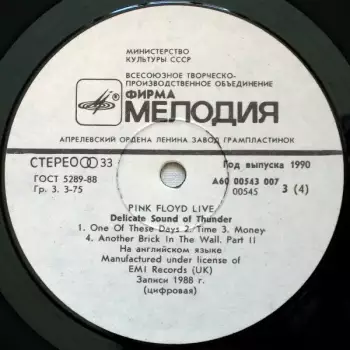 МИНИСТЕРСТВО
КУЛЬТУРЫ СССР
ВСЕСОЮЗНОЕ ТВОРЧЕСКО-
ПРОИЗВОДСТВЕННОЕ ОБЪЕДИНЕНИЕ
ФИРМА
МЕЛОДИЯ
АПРЕЛЕВСКИЙ ОРДЕНА ЛЕНИНА ЗАВОД ГРАМПЛАСТИНОК
СТЕРЕО 33
Год выпуска 1990
ГОСТ 5289-88
А60 00543 007
Гр. 3. 3-75
00545 3 (4)
PINK FLOYD LIVE
Delicate Sound of Thunder
1. One Of These Days 2. Time 3. Money
4. Another Brick In The Wall. Part II
На английском языке
Manufactured under license of
EMI Records (UK)
Записи 1988 г.
(цифровая)